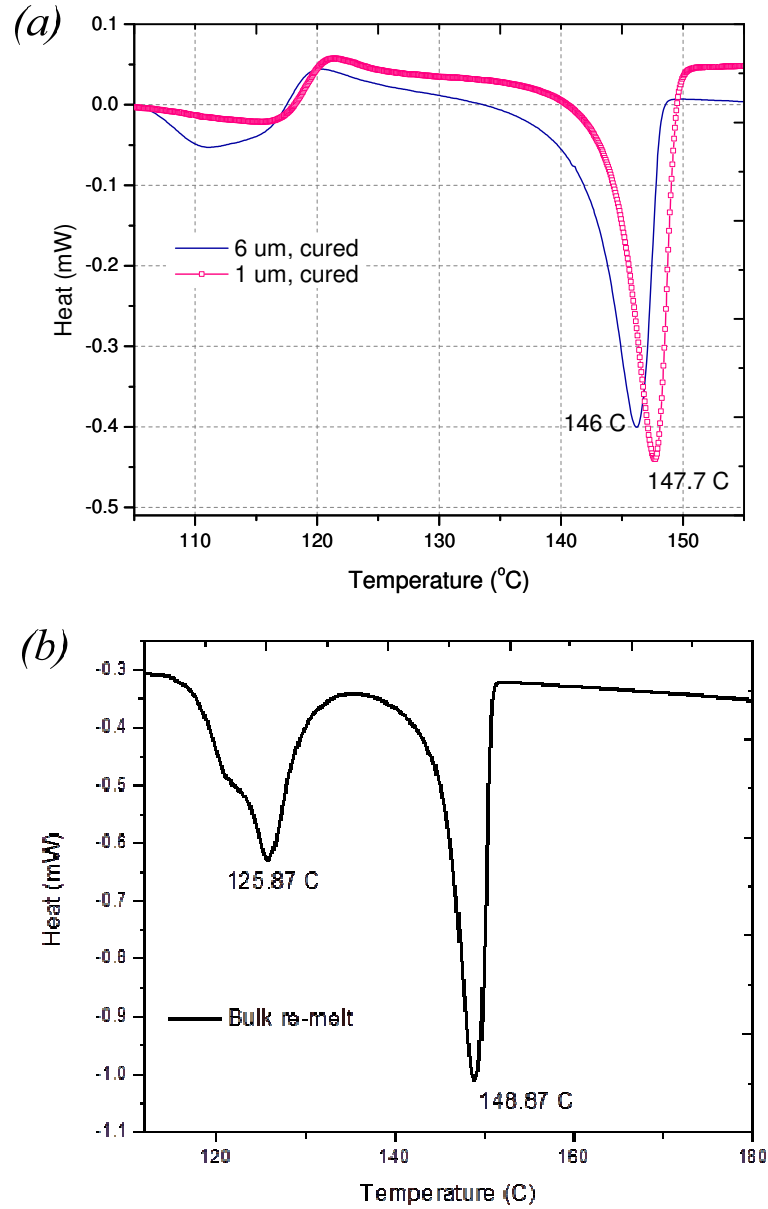 (a)
0.1
0.0
-0.1
-0.2
-0.3
-0.4
-0.5
Heat (mW)
6 um, cured
1 um, cured
146 C
147.7 C
110
120
130
140
150
Temperature (°C)
(b)
-0.3
-0.4
-0.5
-0.6
-0.7
-0.8
-0.9
-1.0
-1.1
Heat (mW)
125.87 C
Bulk re-melt
148.87 C
120
140
160
180
Temperature (C)